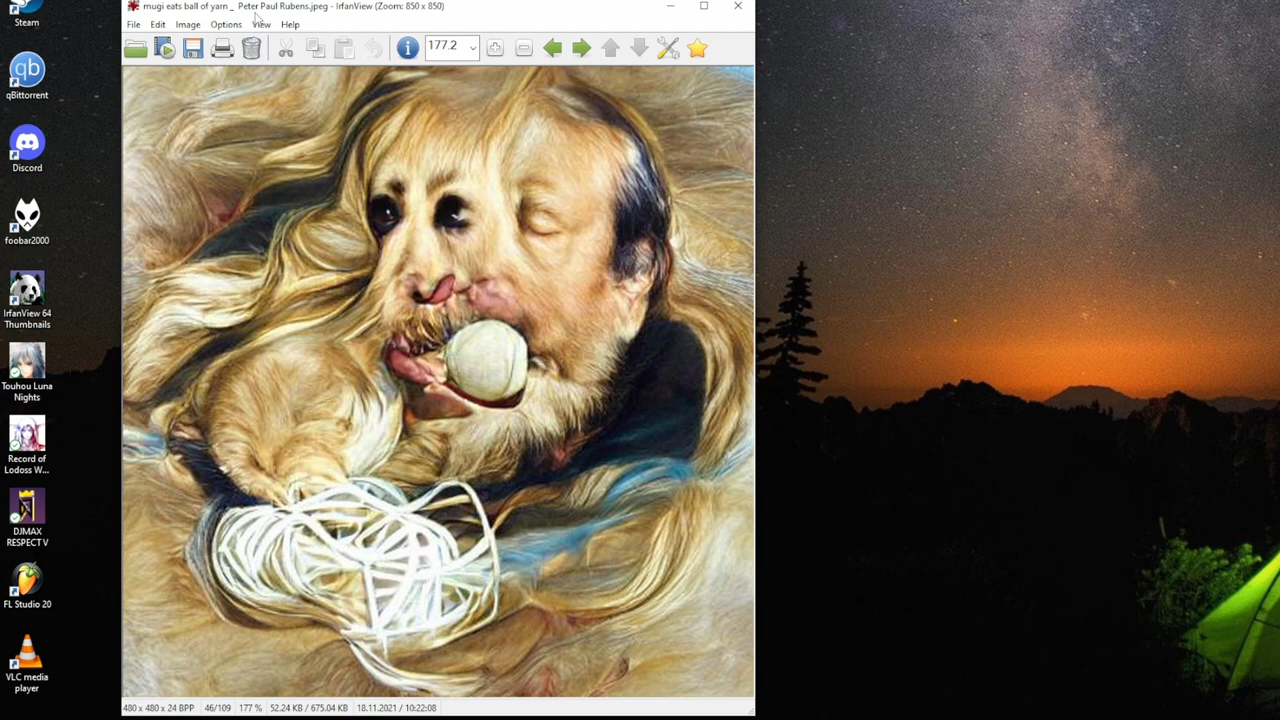 Steam
qBittorrent
Discord
foobar2000
IrfanView 64
Thumbnails
Touhou Luna
Nights
Record of
Lodoss W...
DJMAX
RESPECT V
FL Studio 20
VLC media
player
mugi eats ball of yarn _ Peter Paul Rubens.jpeg - IrfanView (Zoom: 850 x 850)
File Edit Image Options View Help
177.2
480 x 480 x 24 BPP 46/109 177 % 52.24 KB / 675.04 KB 18.11.2021 / 10:22:08